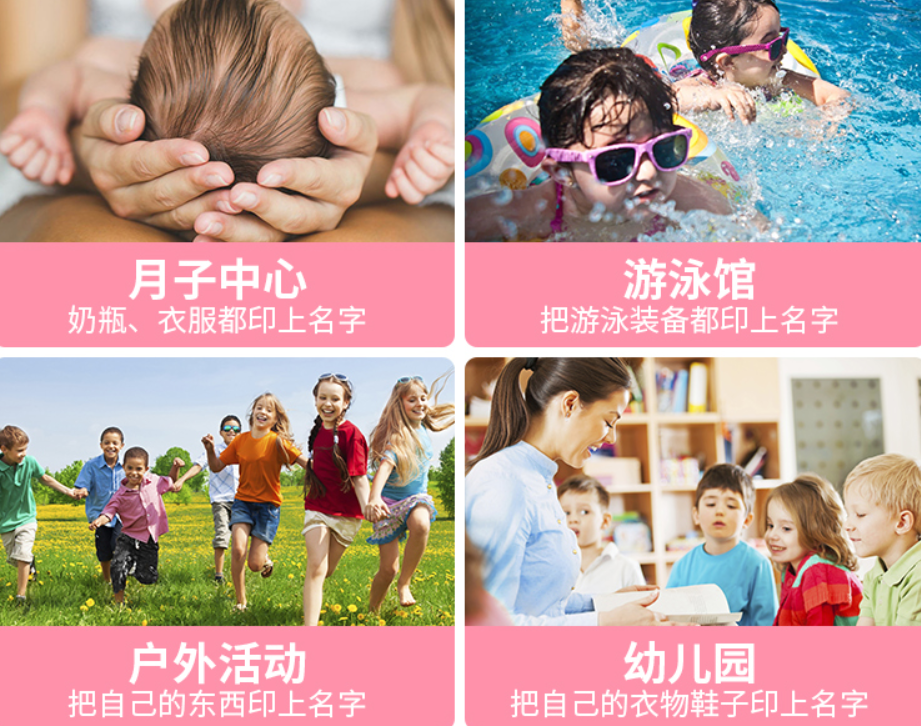 月子中心
奶瓶、衣服都印上名字
游泳馆
把游泳装备都印上名字
户外活动
把自己的东西印上名字
幼儿园
把自己的衣物鞋子印上名字